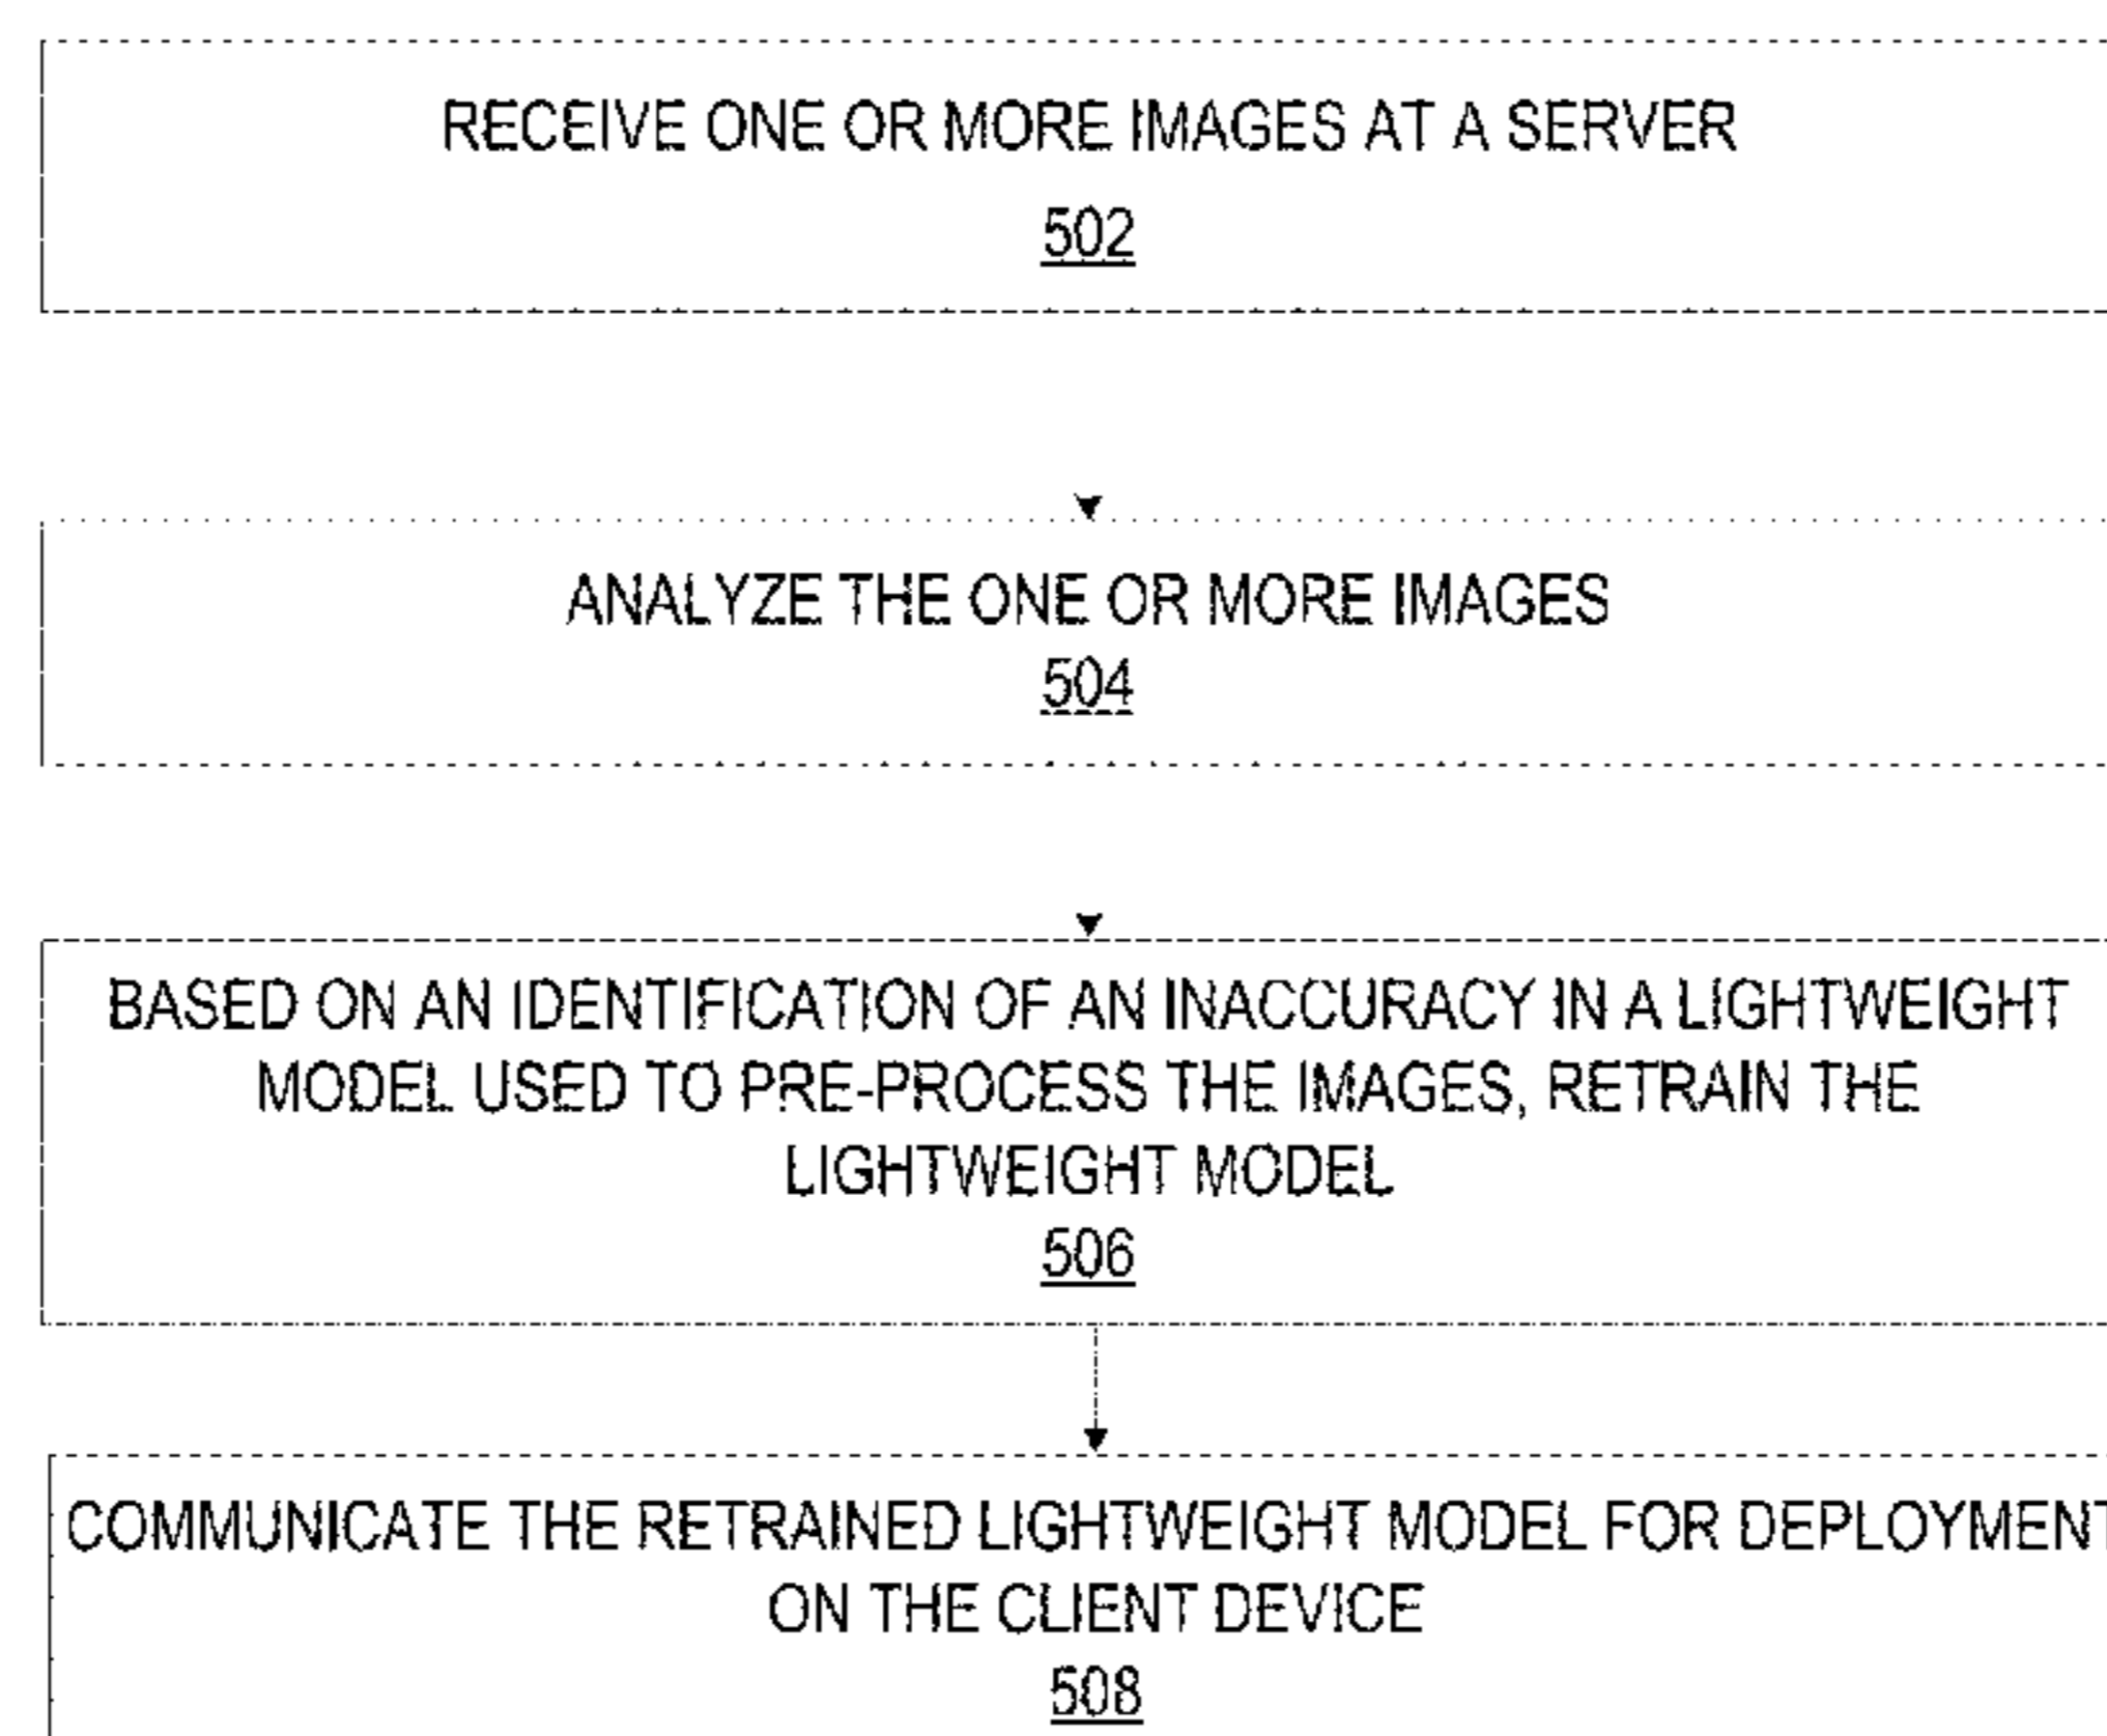 RECEIVE ONE OR MORE IMAGES AT A SERVER
502
ANALYZE THE ONE OR MORE IMAGES
504
BASED ON AN IDENTIFICATION OF AN INACCURACY IN A LIGHTWEIGHT
MODEL USED TO PRE-PROCESS THE IMAGES, RETRAIN THE
LIGHTWEIGHT MODEL
506
COMMUNICATE THE RETRAINED LIGHTWEIGHT MODEL FOR DEPLOYMENT
ON THE CLIENT DEVICE
508